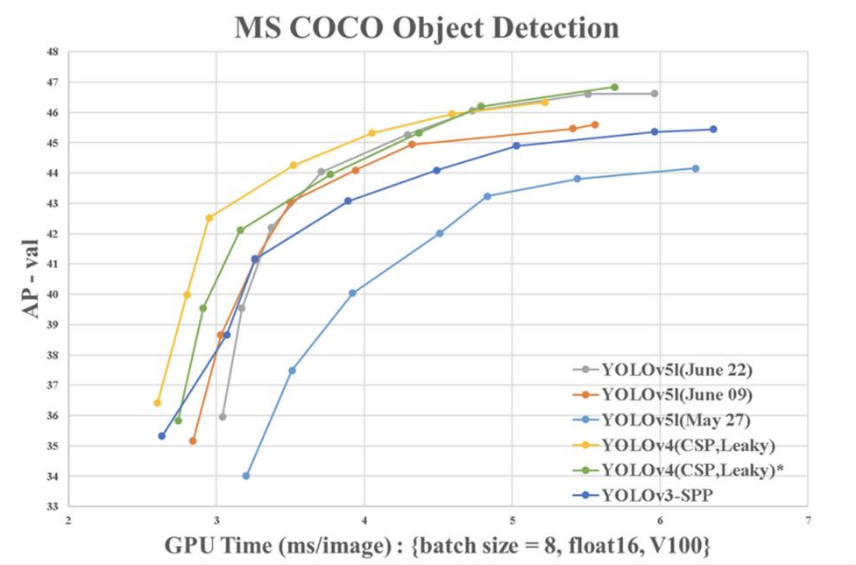 MS COCO Object Detection
48
47
46
45
44
43
42
41
40
39
38
37
36
35
34
33
AP - val
YOLOv5l(June 22)
YOLOv5l(June 09)
YOLOv5l(May 27)
YOLOv4(CSP,Leaky)
YOLOv4(CSP,Leaky)*
YOLOv3-SPP
2 3 4 5 6 7
GPU Time (ms/image) : {batch size = 8, float16, V100}